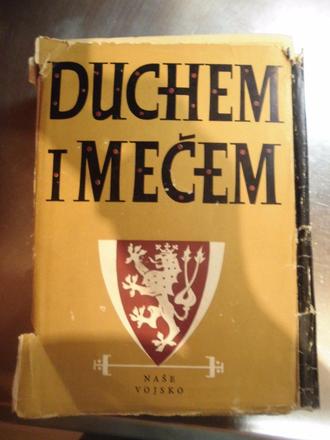 DUCHEM
I MEČEM
NAŠE
VOJSKO